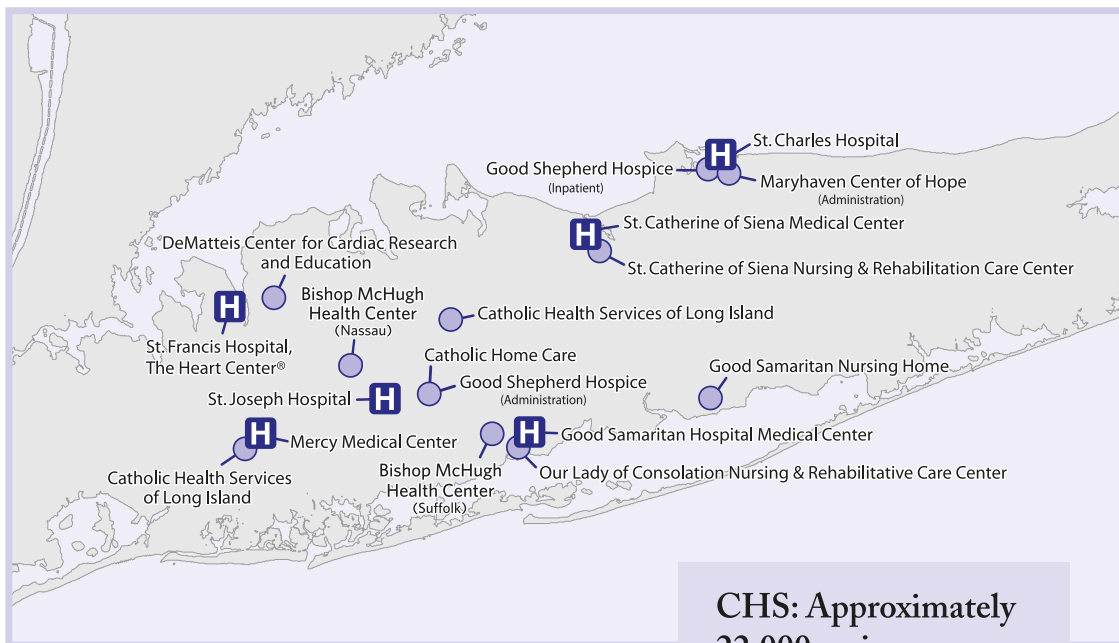 St. Charles Hospital
H
Good Shepherd Hospice
(Inpatient)
Maryhaven Center of Hope
(Administration)
St. Catherine of Siena Medical Center
H
St. Catherine of Siena Nursing & Rehabilitation Care Center
DeMatteis Center for Cardiac Research
and Education
Bishop McHugh
Health Center
(Nassau)
H
Catholic Health Services of Long Island
St. Francis Hospital,
The Heart Center®
Catholic Home Care
Good Shepherd Hospice
(Administration)
Good Samaritan Nursing Home
St. Joseph Hospital
H
H
Mercy Medical Center
H
Good Samaritan Hospital Medical Center
Catholic Health Services
of Long Island
Bishop McHugh
Health Center
(Suffolk)
Our Lady of Consolation Nursing & Rehabilitative Care Center
CHS: Approximately